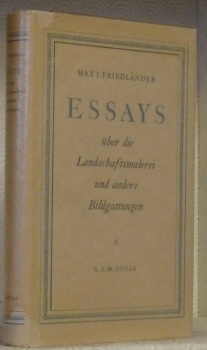 MAX J. FRIEDLÄNDER
ESSAYS
über die
Landschaftsmalerei
und andere
Bildgattungen
A. A. M. STOLS